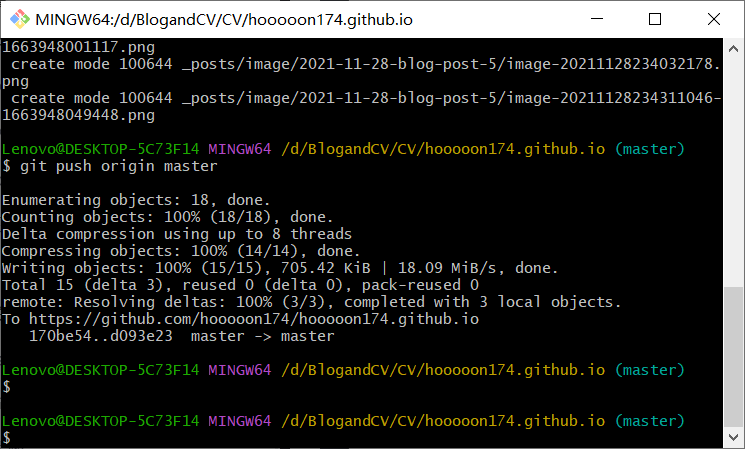 MINGW64:/d/BlogandCV/CV/hooooon174.github.io
1663948001117.png
create mode 100644 _posts/image/2021-11-28-blog-post-5/image-20211128234032178.
png
create mode 100644 _posts/image/2021-11-28-blog-post-5/image-20211128234311046-
1663948049448.png
Lenovo@DESKTOP-5C73F14 MINGW64 /d/BlogandCV/CV/hooooon174.github.io (master)
$ git push origin master
Enumerating objects: 18, done.
Counting objects: 100% (18/18), done.
Delta compression using up to 8 threads
Compressing objects: 100% (14/14), done.
Writing objects: 100% (15/15), 705.42 KiB | 18.09 MiB/s, done.
Total 15 (delta 3), reused 0 (delta 0), pack-reused 0
remote: Resolving deltas: 100% (3/3), completed with 3 local objects.
To https://github.com/hooooon174/hooooon174.github.io
170be54..d093e23  master -> master
Lenovo@DESKTOP-5C73F14 MINGW64 /d/BlogandCV/CV/hooooon174.github.io (master)
$
Lenovo@DESKTOP-5C73F14 MINGW64 /d/BlogandCV/CV/hooooon174.github.io (master)
$